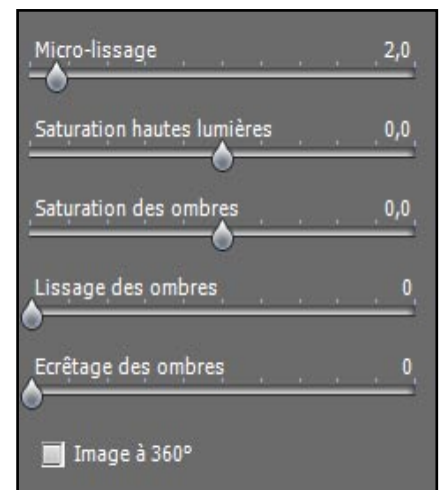 Micro-lissage 2,0
Saturation hautes lumières 0,0
Saturation des ombres 0,0
Lissage des ombres 0
Ecrêtage des ombres 0
Image à 360°